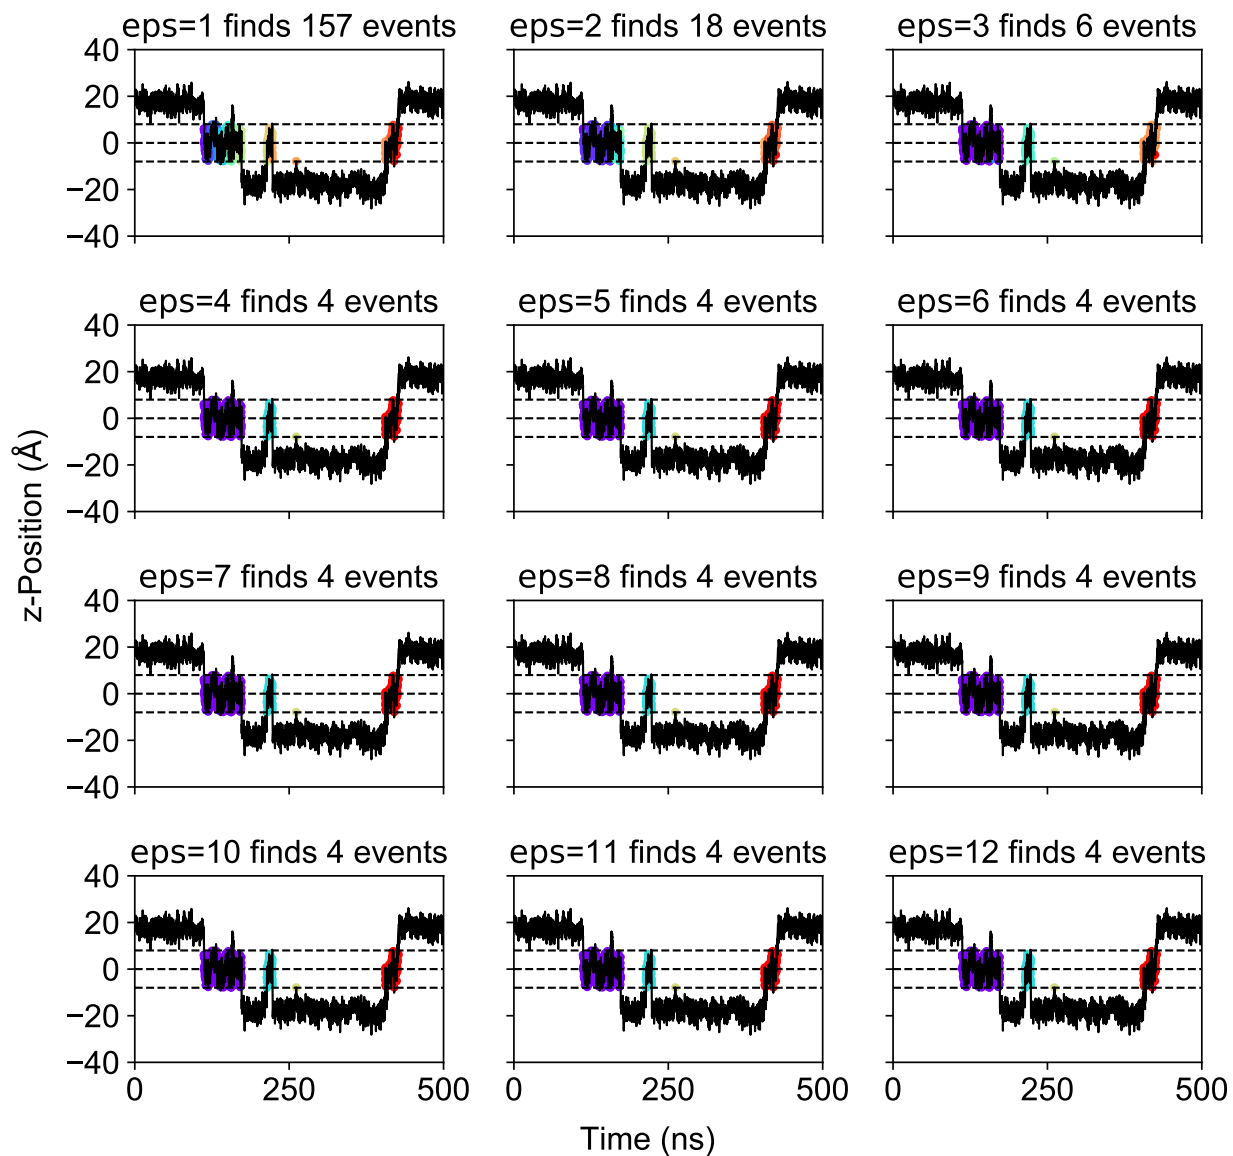 eps=1 finds 157 events
eps=2 finds 18 events
eps=3 finds 6 events
40
20
0
−20
−40
eps=4 finds 4 events
eps=5 finds 4 events
eps=6 finds 4 events
40
20
0
−20
−40
eps=7 finds 4 events
eps=8 finds 4 events
eps=9 finds 4 events
40
20
0
−20
−40
eps=10 finds 4 events
eps=11 finds 4 events
eps=12 finds 4 events
40
20
0
−20
−40
0 250 500
0 250 500
0 250 500
z-Position (Å)
Time (ns)